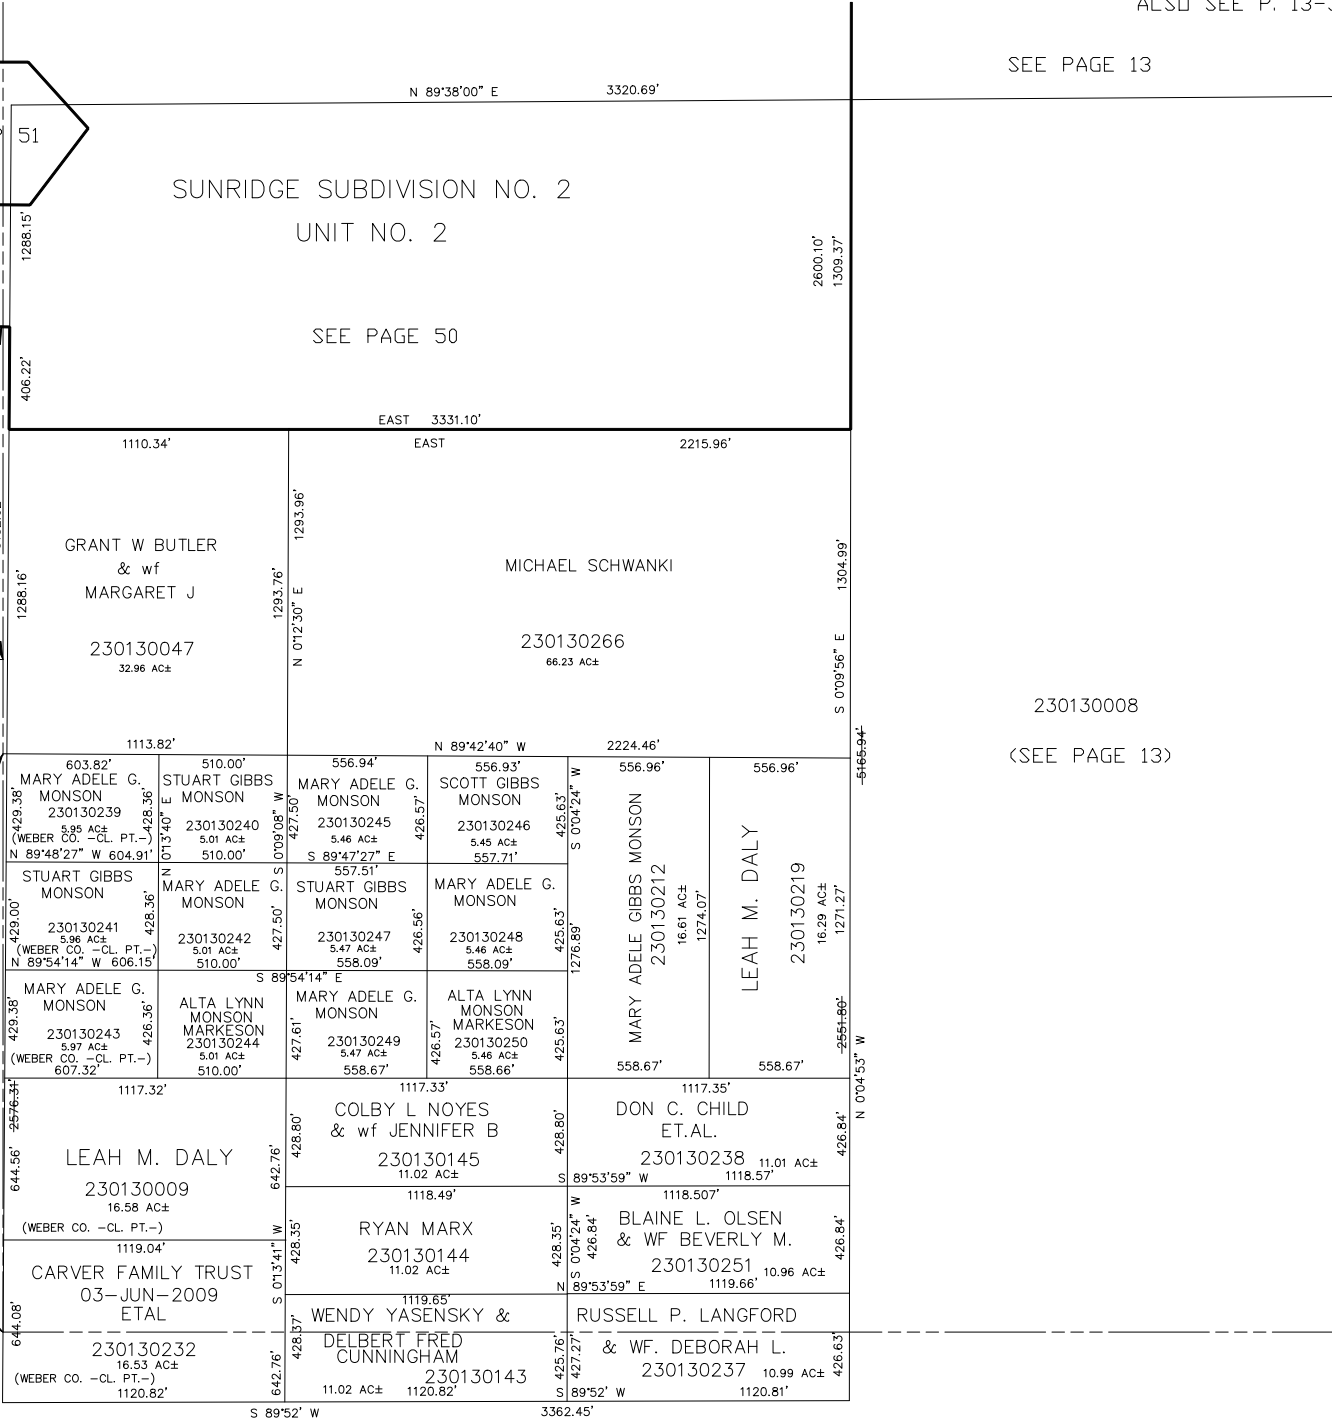 ALSO SEE P. 13-
SEE PAGE 13
N 89°38'00" E 3320.69'
51
SUNRIDGE SUBDIVISION NO. 2
UNIT NO. 2
1288.15'
2600.10'
1309.37'
SEE PAGE 50
406.22'
EAST 3331.10'
1110.34'
EAST 2215.96'
GRANT W BUTLER
& wf
MARGARET J
230130047
32.96 AC±
1288.16'
1293.76'
1293.96'
N 0°12'30" E
MICHAEL SCHWANKI
230130266
66.23 AC±
1304.99'
S 0°09'56" E
230130008
(SEE PAGE 13)
1113.82'
N 89°42'40" W 2224.46'
5165.94'
603.82'
MARY ADELE G.
MONSON
230130239
5.95 AC±
(WEBER CO. -CL. PT.-)
N 89°48'27" W 604.91'
429.38'
428.36'
N 0°13'40" E
510.00'
STUART GIBBS
MONSON
230130240
5.01 AC±
510.00'
S 0°09'08" W
427.50'
556.94'
MARY ADELE G.
MONSON
230130245
5.46 AC±
S 89°47'27" E
426.57'
556.93'
SCOTT GIBBS
MONSON
230130246
5.45 AC±
557.71'
425.63'
S 0°04'24" W
556.96'
MARY ADELE GIBBS MONSON
230130212
16.61 AC±
1274.07'
556.96'
LEAH M. DALY
230130219
16.29 AC±
1271.27'
STUART GIBBS
MONSON
230130241
5.96 AC±
(WEBER CO. -CL. PT.-)
N 89°54'14" W 606.15'
429.00'
428.36'
MARY ADELE G.
MONSON
230130242
5.01 AC±
510.00'
427.50'
557.51'
STUART GIBBS
MONSON
230130247
5.47 AC±
558.09'
426.56'
MARY ADELE G.
MONSON
230130248
5.46 AC±
558.09'
425.63'
1276.89'
S 89°54'14" E
MARY ADELE G.
MONSON
230130243
5.97 AC±
(WEBER CO. -CL. PT.-)
607.32'
429.38'
426.36'
ALTA LYNN
MONSON
MARKESON
230130244
5.01 AC±
510.00'
427.61'
MARY ADELE G.
MONSON
230130249
5.47 AC±
558.67'
426.57'
ALTA LYNN
MONSON
MARKESON
230130250
5.46 AC±
558.66'
425.63'
558.67'
558.67'
2551.80'
N 0°04'53" W
1117.32'
2576.31'
LEAH M. DALY
230130009
16.58 AC±
(WEBER CO. -CL. PT.-)
644.56'
642.76'
1117.33'
COLBY L NOYES
& wf JENNIFER B
230130145
11.02 AC±
428.80'
428.80'
1117.35'
DON C. CHILD
ET.AL.
230130238 11.01 AC±
S 89°53'59" W 1118.57'
426.84'
1118.49'
RYAN MARX
230130144
11.02 AC±
428.35'
428.35'
1118.507'
BLAINE L. OLSEN
& WF BEVERLY M.
230130251 10.96 AC±
N 89°53'59" E 1119.66'
S 0°04'24" W
426.84'
426.84'
1119.04'
CARVER FAMILY TRUST
03-JUN-2009
ETAL
230130232
16.53 AC±
(WEBER CO. -CL. PT.-)
1120.82'
644.08'
S 0°13'41" W
642.76'
1119.65'
WENDY YASENSKY &
DELBERT FRED
CUNNINGHAM
230130143
11.02 AC± 1120.82'
428.37'
425.76'
RUSSELL P. LANGFORD
& WF. DEBORAH L.
230130237 10.99 AC±
S 89°52' W 1120.81'
427.27'
426.63'
S 89°52' W 3362.45'